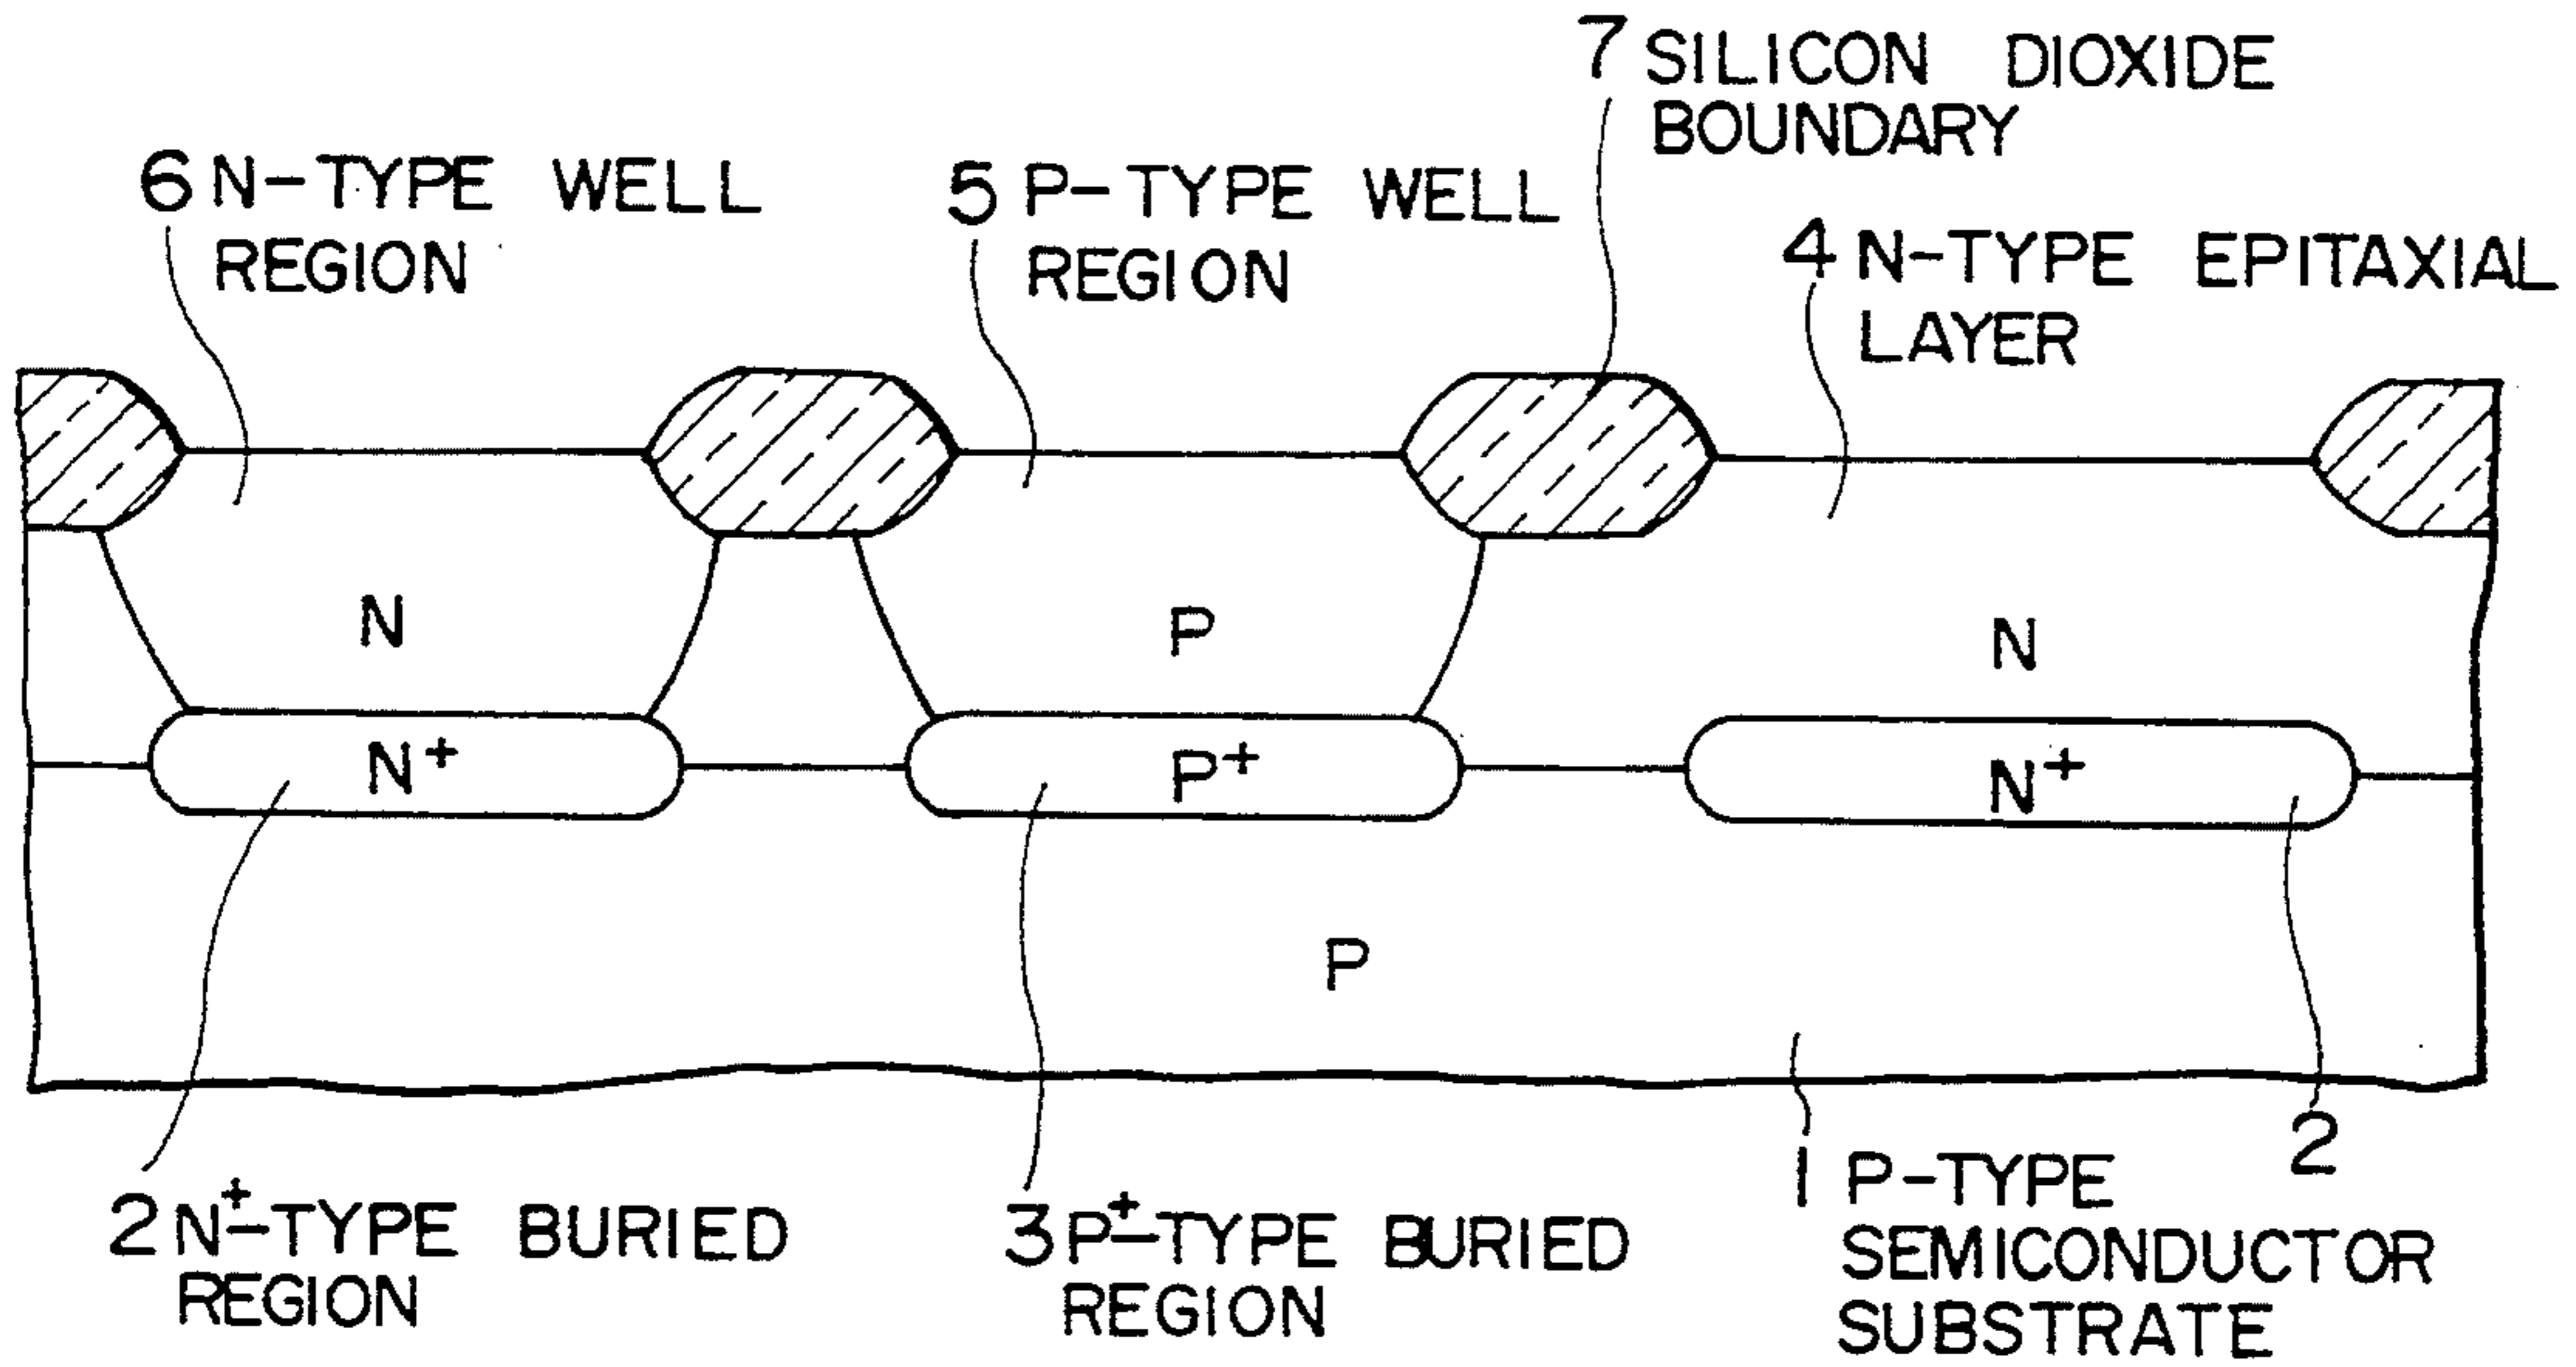 7 SILICON DIOXIDE
BOUNDARY
6 N-TYPE WELL
REGION
5 P-TYPE WELL
REGION
4 N-TYPE EPITAXIAL
LAYER
N
P
N
N+
P+
N+
P
2
2 N+-TYPE BURIED
REGION
3 P+-TYPE BURIED
REGION
1 P-TYPE
SEMICONDUCTOR
SUBSTRATE